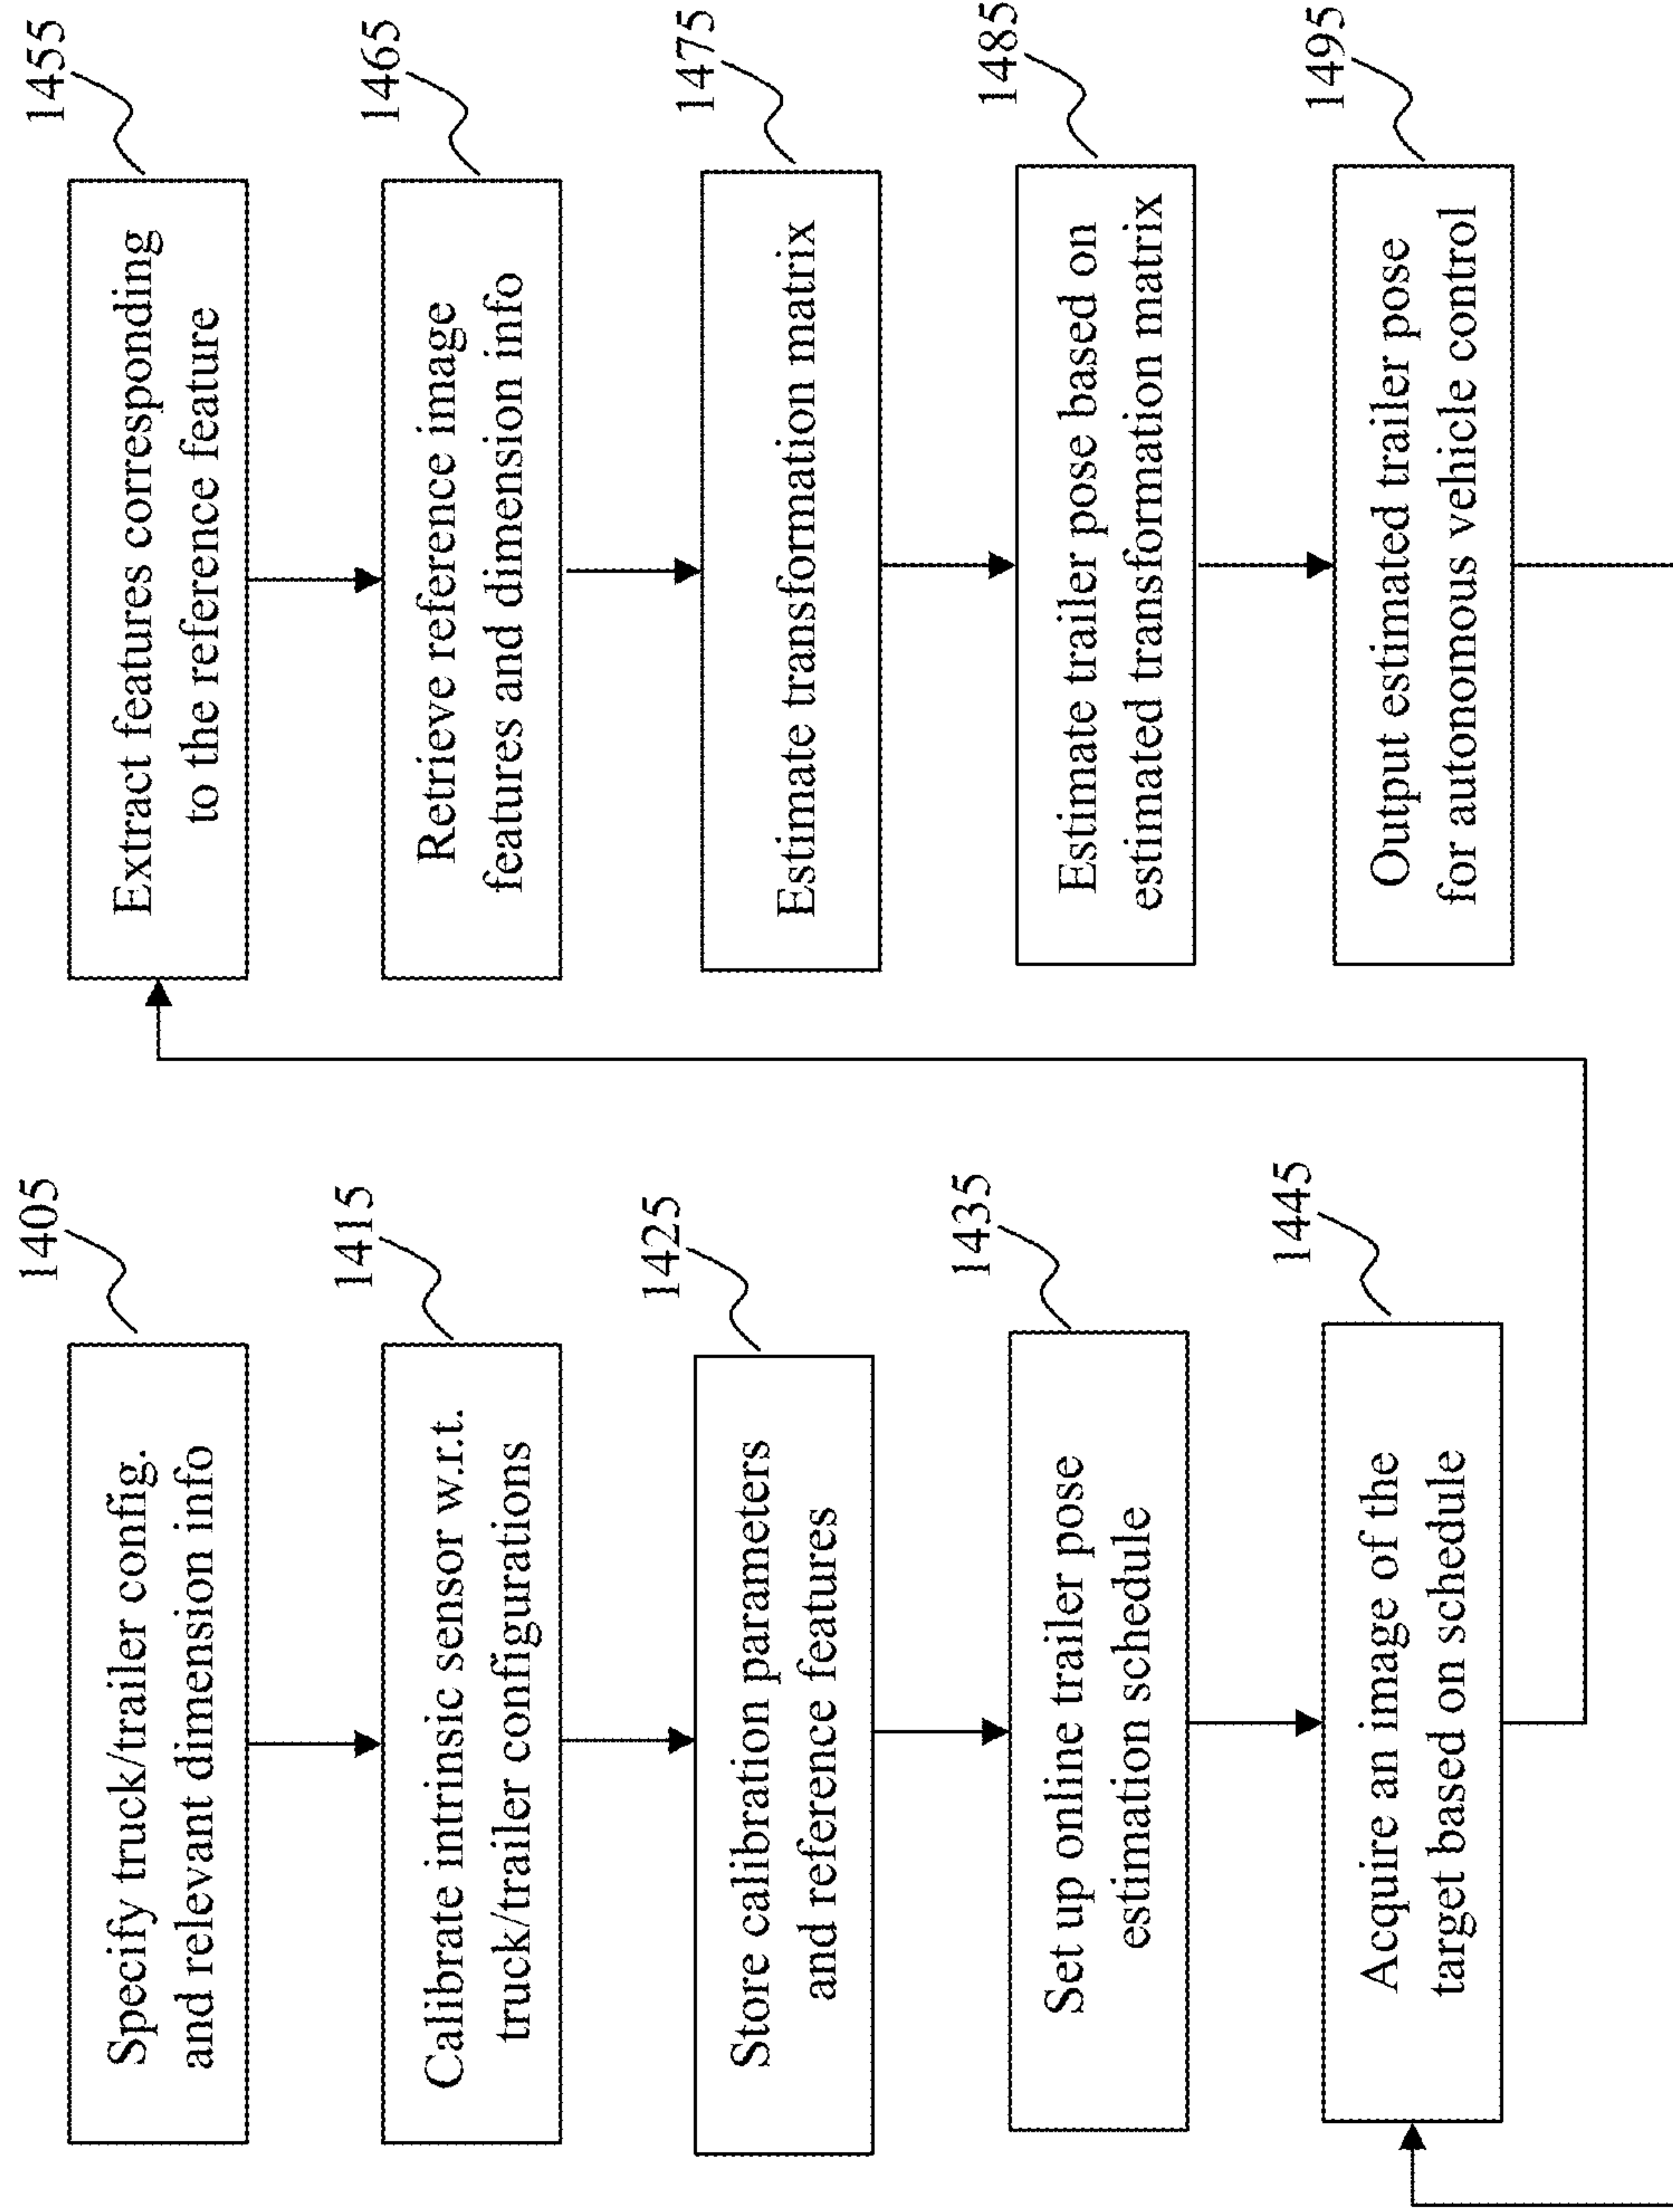 1405
Specify truck/trailer config.
and relevant dimension info
1415
Calibrate intrinsic sensor w.r.t.
truck/trailer configurations
1425
Store calibration parameters
and reference features
1435
Set up online trailer pose
estimation schedule
1445
Acquire an image of the
target based on schedule
1455
Extract features corresponding
to the reference feature
1465
Retrieve reference image
features and dimension info
1475
Estimate transformation matrix
1485
Estimate trailer pose based on
estimated transformation matrix
1495
Output estimated trailer pose
for autonomous vehicle control